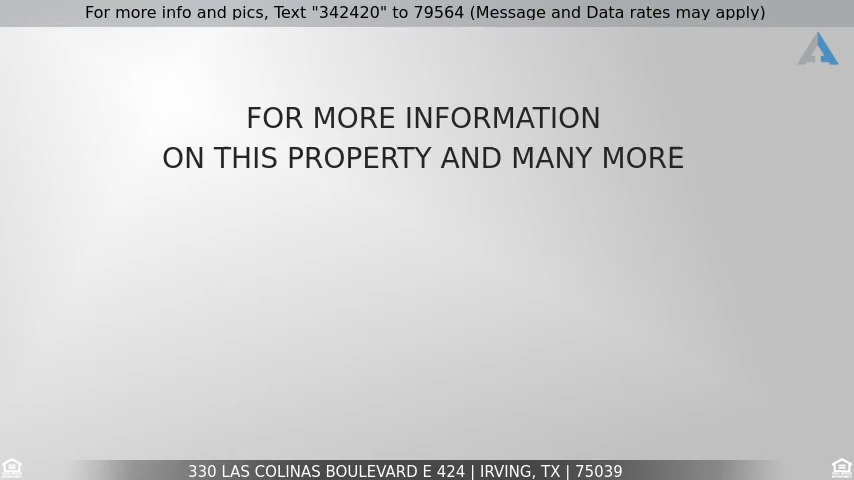 For more info and pics, Text "342420" to 79564 (Message and Data rates may apply)
FOR MORE INFORMATION
ON THIS PROPERTY AND MANY MORE
330 LAS COLINAS BOULEVARD E 424 | IRVING, TX | 75039